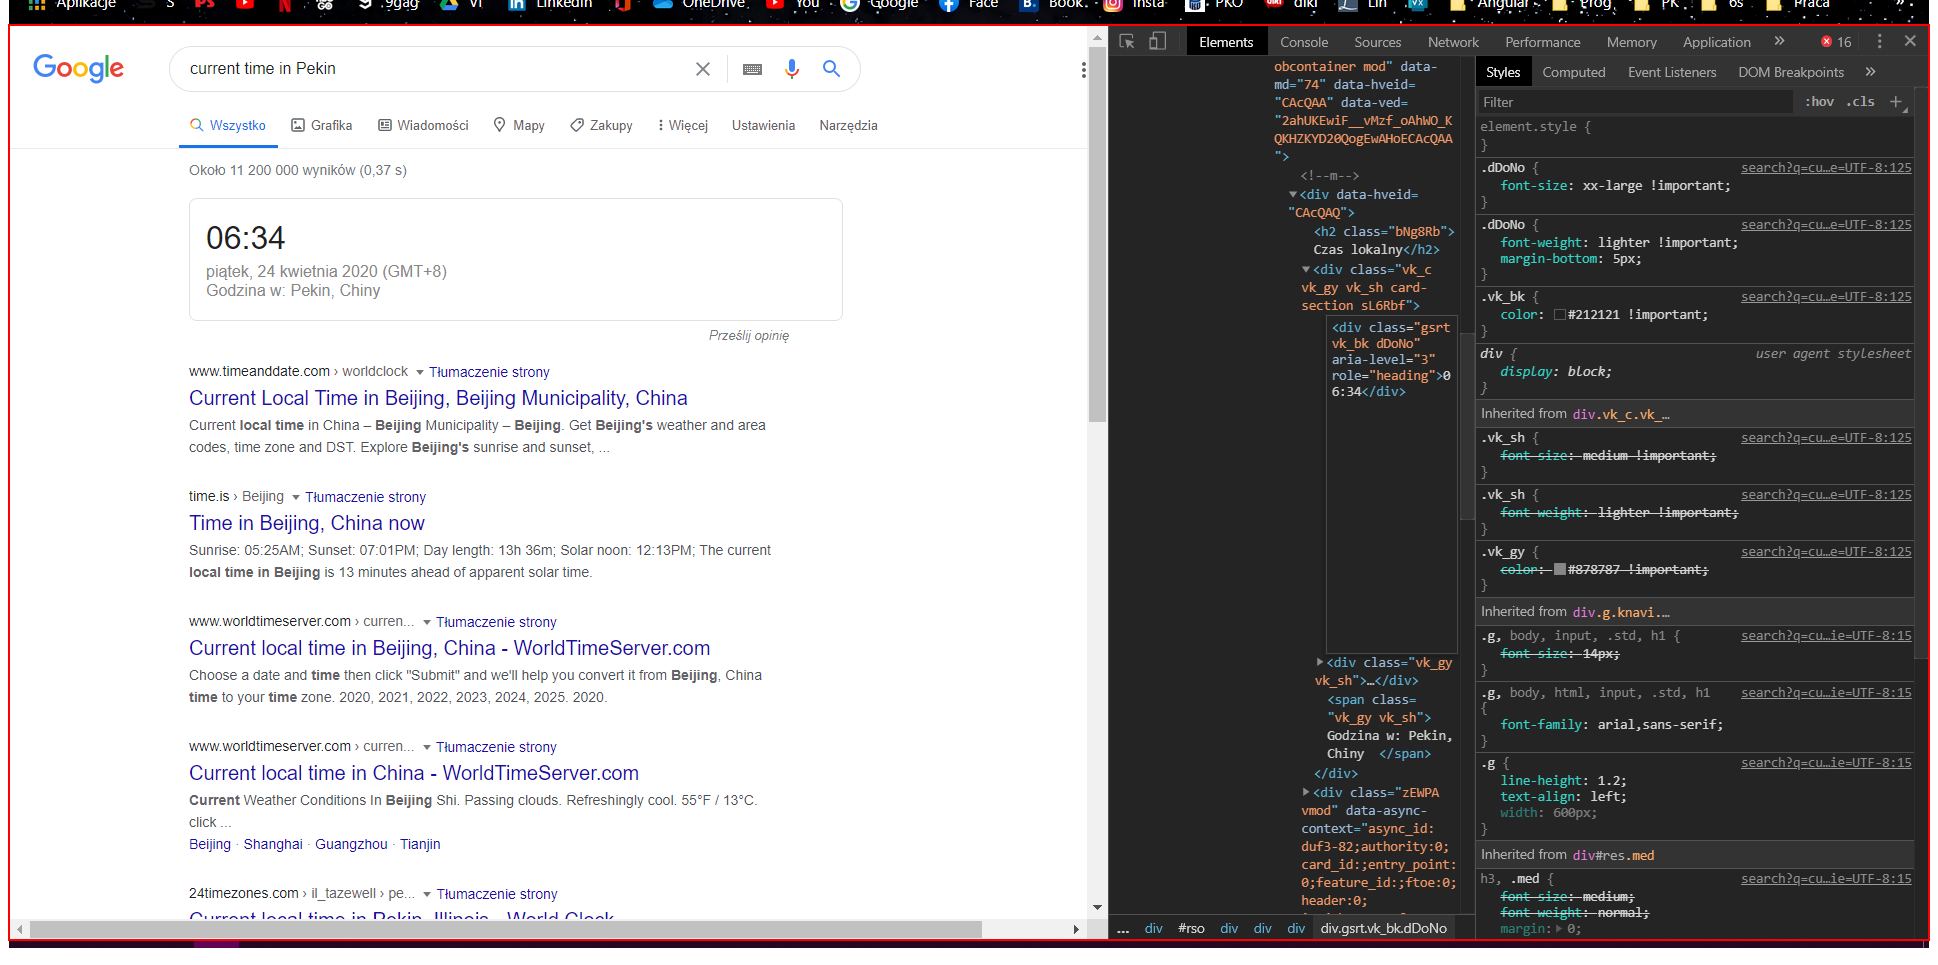 Aplikacje S 9gag VI Linkedin OneDrive You Google Face Book. Insta PKO diki Lin Angular Prog PK 6s Praca »
Google
current time in Pekin
Wszystko Grafika Wiadomości Mapy Zakupy Więcej Ustawienia Narzędzia
Około 11 200 000 wyników (0,37 s)
06:34
piątek, 24 kwietnia 2020 (GMT+8)
Godzina w: Pekin, Chiny
Prześlij opinię
www.timeanddate.com › worldclock Tłumaczenie strony
Current Local Time in Beijing, Beijing Municipality, China
Current local time in China – Beijing Municipality – Beijing. Get Beijing's weather and area
codes, time zone and DST. Explore Beijing's sunrise and sunset, ...
time.is › Beijing Tłumaczenie strony
Time in Beijing, China now
Sunrise: 05:25AM; Sunset: 07:01PM; Day length: 13h 36m; Solar noon: 12:13PM; The current
local time in Beijing is 13 minutes ahead of apparent solar time.
www.worldtimeserver.com › curren... Tłumaczenie strony
Current local time in Beijing, China - WorldTimeServer.com
Choose a date and time then click "Submit" and we'll help you convert it from Beijing, China
time to your time zone. 2020, 2021, 2022, 2023, 2024, 2025. 2020.
www.worldtimeserver.com › curren... Tłumaczenie strony
Current local time in China - WorldTimeServer.com
Current Weather Conditions In Beijing Shi. Passing clouds. Refreshingly cool. 55°F / 13°C.
click ...
Beijing · Shanghai · Guangzhou · Tianjin
24timezones.com › il_tazewell › pe... Tłumaczenie strony
Current local time in Pekin, Illinois - World Clock
Elements Console Sources Network Performance Memory Application » 16
obcontainer mod" data-
md="74" data-hveid=
"CAcQAA" data-ved=
"2ahUKEwiF__vMzf_oAhWO_K
QKHZKYD20QogEwAHoECAcQAA
">
<!--m-->
<div data-hveid=
"CAcQAQ">
<h2 class="bNg8Rb">
Czas lokalny</h2>
<div class="vk_c
vk_gy vk_sh card-
section sL6Rbf">
<div class="gsrt
vk_bk dDoNo"
aria-level="3"
role="heading">0
6:34</div>
<div class="vk_gy
vk_sh">…</div>
<span class=
"vk_gy vk_sh">
Godzina w: Pekin,
Chiny </span>
</div>
<div class="zEWPA
vmod" data-async-
context="async_id:
duf3-82;authority:0;
card_id:;entry_point:
0;feature_id:;ftoe:0;
header:0;
... div #rso div div div div.gsrt.vk_bk.dDoNo
Styles Computed Event Listeners DOM Breakpoints »
Filter :hov .cls +
element.style {
}
.dDoNo { search?q=cu…e=UTF-8:125
font-size: xx-large !important;
}
.dDoNo { search?q=cu…e=UTF-8:125
font-weight: lighter !important;
margin-bottom: 5px;
}
.vk_bk { search?q=cu…e=UTF-8:125
color: #212121 !important;
}
div { user agent stylesheet
display: block;
}
Inherited from div.vk_c.vk_…
.vk_sh { search?q=cu…e=UTF-8:125
font-size: medium !important;
}
.vk_sh { search?q=cu…e=UTF-8:125
font-weight: lighter !important;
}
.vk_gy { search?q=cu…e=UTF-8:125
color: #878787 !important;
}
Inherited from div.g.knavi.…
.g, body, input, .std, h1 { search?q=cu…ie=UTF-8:15
font-size: 14px;
}
.g, body, html, input, .std, h1 search?q=cu…ie=UTF-8:15
{
font-family: arial,sans-serif;
}
.g { search?q=cu…ie=UTF-8:15
line-height: 1.2;
text-align: left;
width: 600px;
}
Inherited from div#res.med
h3, .med { search?q=cu…ie=UTF-8:15
font-size: medium;
font-weight: normal;
margin: 0;